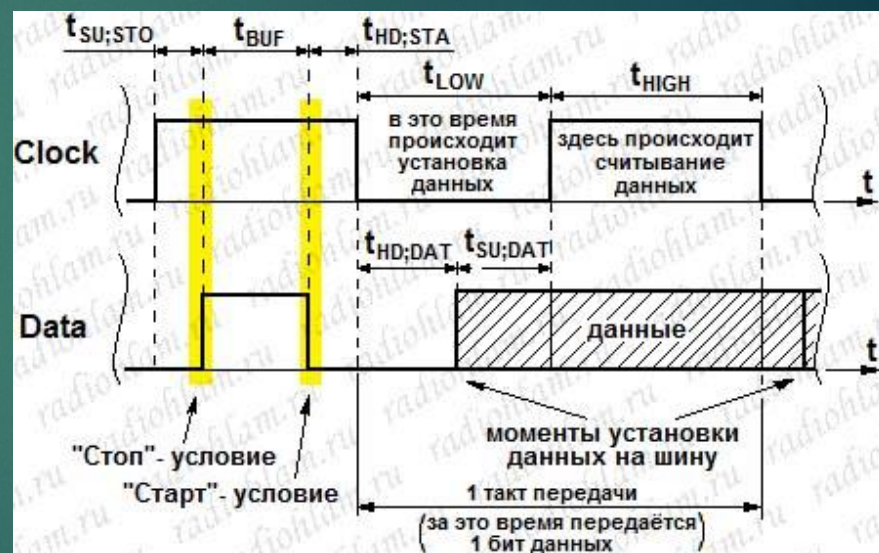 tSU;STO tBUF tHD;STA
tLOW tHIGH
Clock
в это время
происходит
установка
данных
здесь происходит
считывание
данных
t
tHD;DAT tSU;DAT
Data
данные
t
"Стоп"- условие
"Старт"- условие
моменты установки
данных на шину
1 такт передачи
(за это время передаётся
1 бит данных)
radiohlam.ru